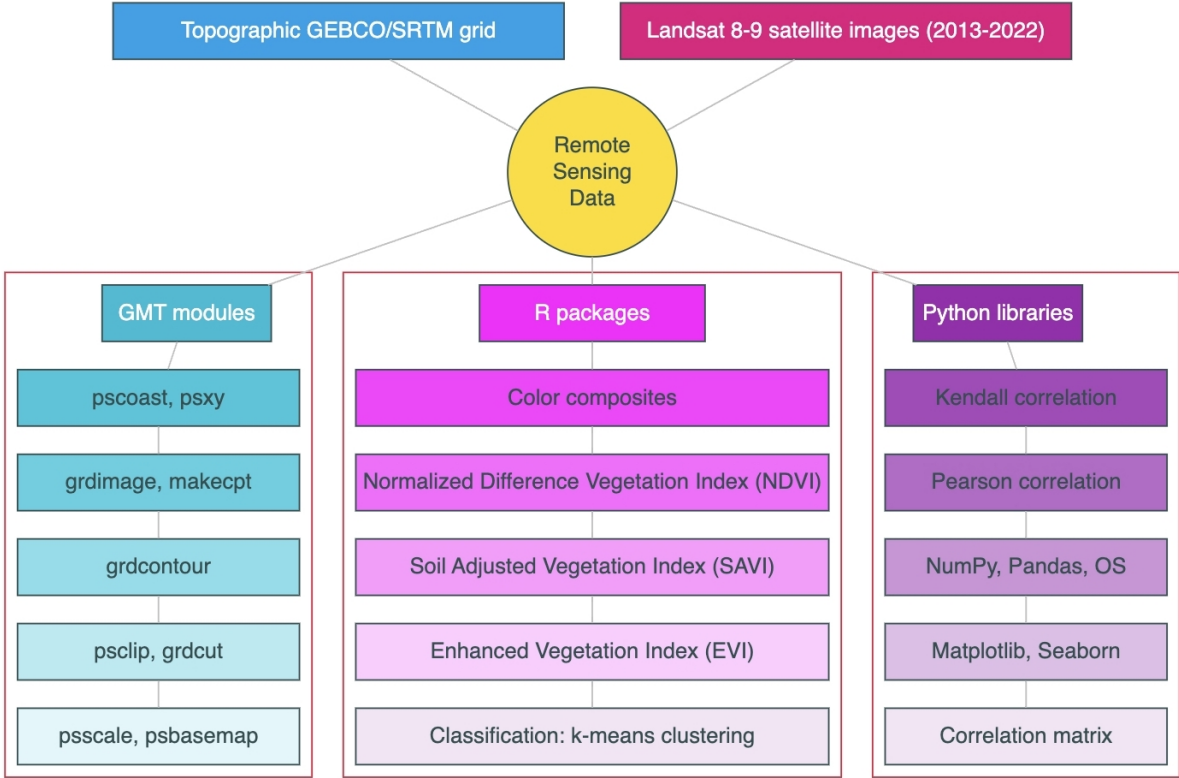 Topographic GEBCO/SRTM grid
Landsat 8-9 satellite images (2013-2022)
Remote
Sensing
Data
GMT modules
pscoast, psxy
grdimage, makecpt
grdcontour
psclip, grdcut
psscale, psbasemap
R packages
Color composites
Normalized Difference Vegetation Index (NDVI)
Soil Adjusted Vegetation Index (SAVI)
Enhanced Vegetation Index (EVI)
Classification: k-means clustering
Python libraries
Kendall correlation
Pearson correlation
NumPy, Pandas, OS
Matplotlib, Seaborn
Correlation matrix